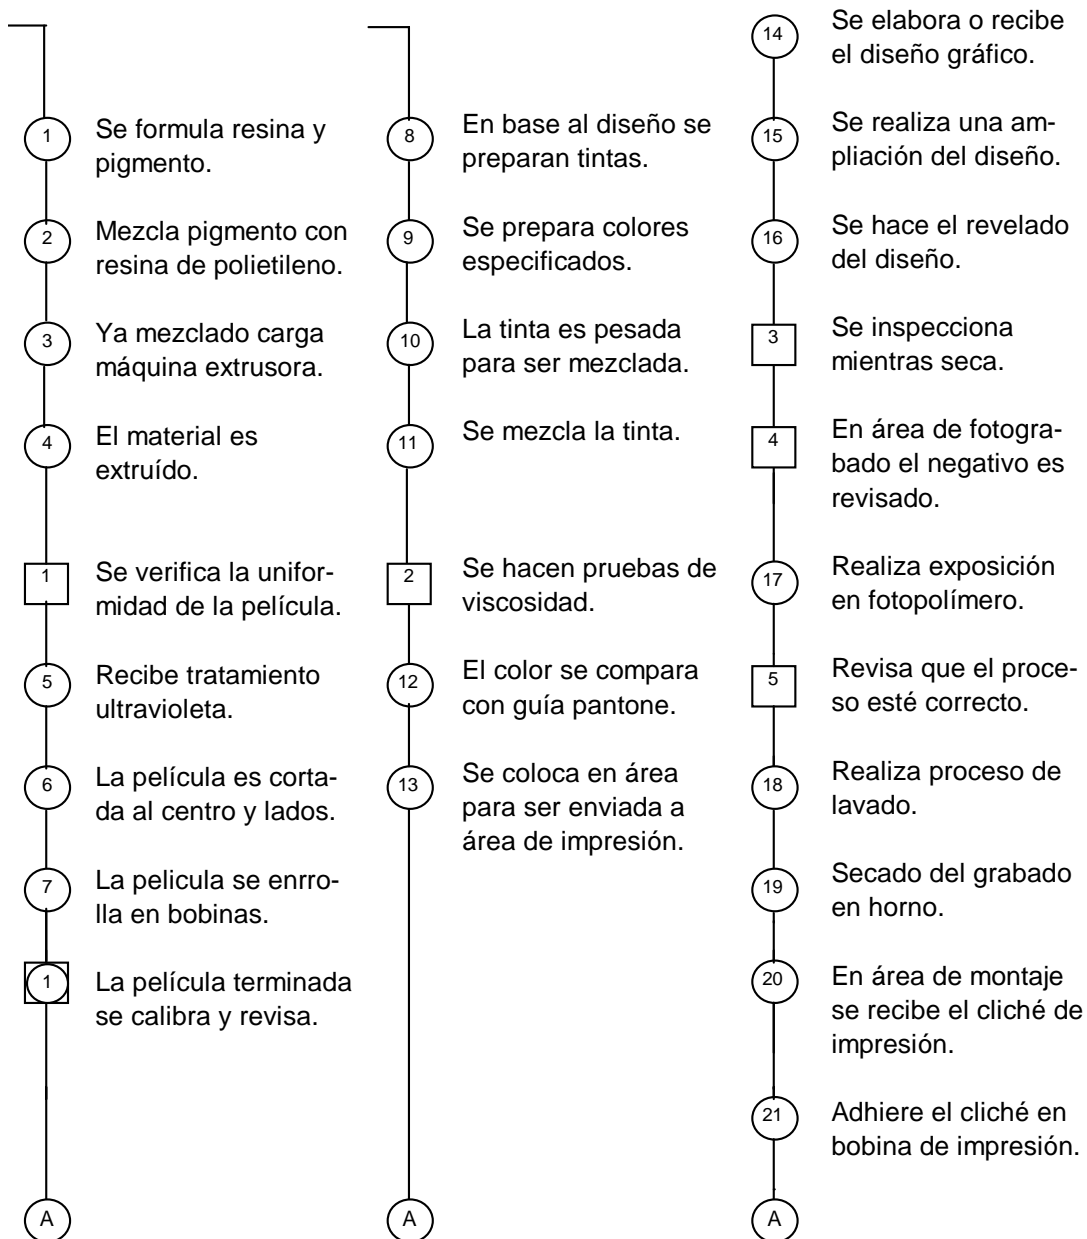 1
Se formula resina y
pigmento.
2
Mezcla pigmento con
resina de polietileno.
3
Ya mezclado carga
máquina extrusora.
4
El material es
extruído.
1
Se verifica la unifor-
midad de la película.
5
Recibe tratamiento
ultravioleta.
6
La película es corta-
da al centro y lados.
7
La pelicula se enrro-
lla en bobinas.
1
La película terminada
se calibra y revisa.
A
8
En base al diseño se
preparan tintas.
9
Se prepara colores
especificados.
10
La tinta es pesada
para ser mezclada.
11
Se mezcla la tinta.
2
Se hacen pruebas de
viscosidad.
12
El color se compara
con guía pantone.
13
Se coloca en área
para ser enviada a
área de impresión.
A
14
Se elabora o recibe
el diseño gráfico.
15
Se realiza una am-
pliación del diseño.
16
Se hace el revelado
del diseño.
3
Se inspecciona
mientras seca.
4
En área de fotogra-
bado el negativo es
revisado.
17
Realiza exposición
en fotopolímero.
5
Revisa que el proce-
so esté correcto.
18
Realiza proceso de
lavado.
19
Secado del grabado
en horno.
20
En área de montaje
se recibe el cliché de
impresión.
21
Adhiere el cliché en
bobina de impresión.
A